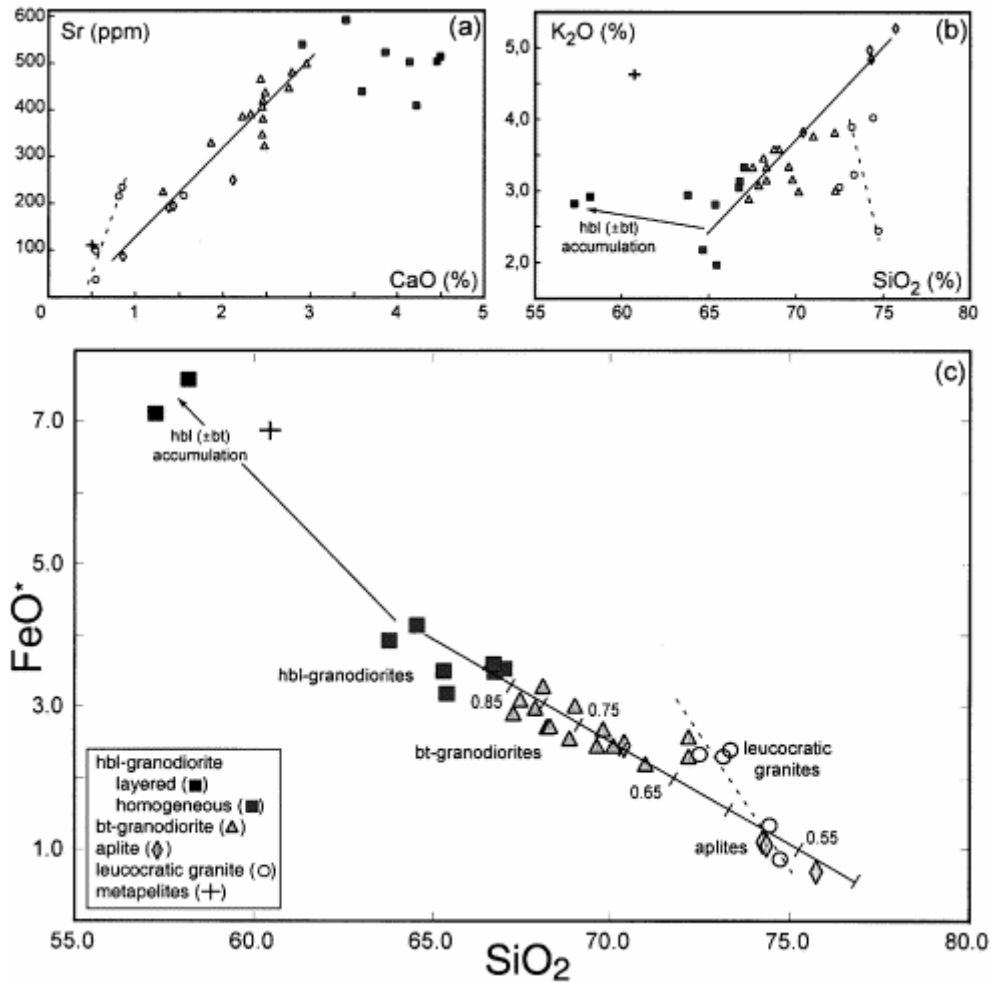 Sr (ppm)
(a)
600
500
400
300
200
100
0
0
1
2
3
4
5
CaO (%)
K2O (%)
(b)
5,0
4,0
3,0
2,0
hbl (±bt)
accumulation
SiO2 (%)
55
60
65
70
75
80
(c)
7.0
5.0
3.0
1.0
FeO*
hbl (±bt)
accumulation
hbl-granodiorites
0.85
0.75
bt-granodiorites
0.65
leucocratic
granites
0.55
aplites
hbl-granodiorite
layered (■)
homogeneous (■)
bt-granodiorite (△)
aplite (◊)
leucocratic granite (○)
metapelites (+)
55.0
60.0
65.0
70.0
75.0
80.0
SiO2